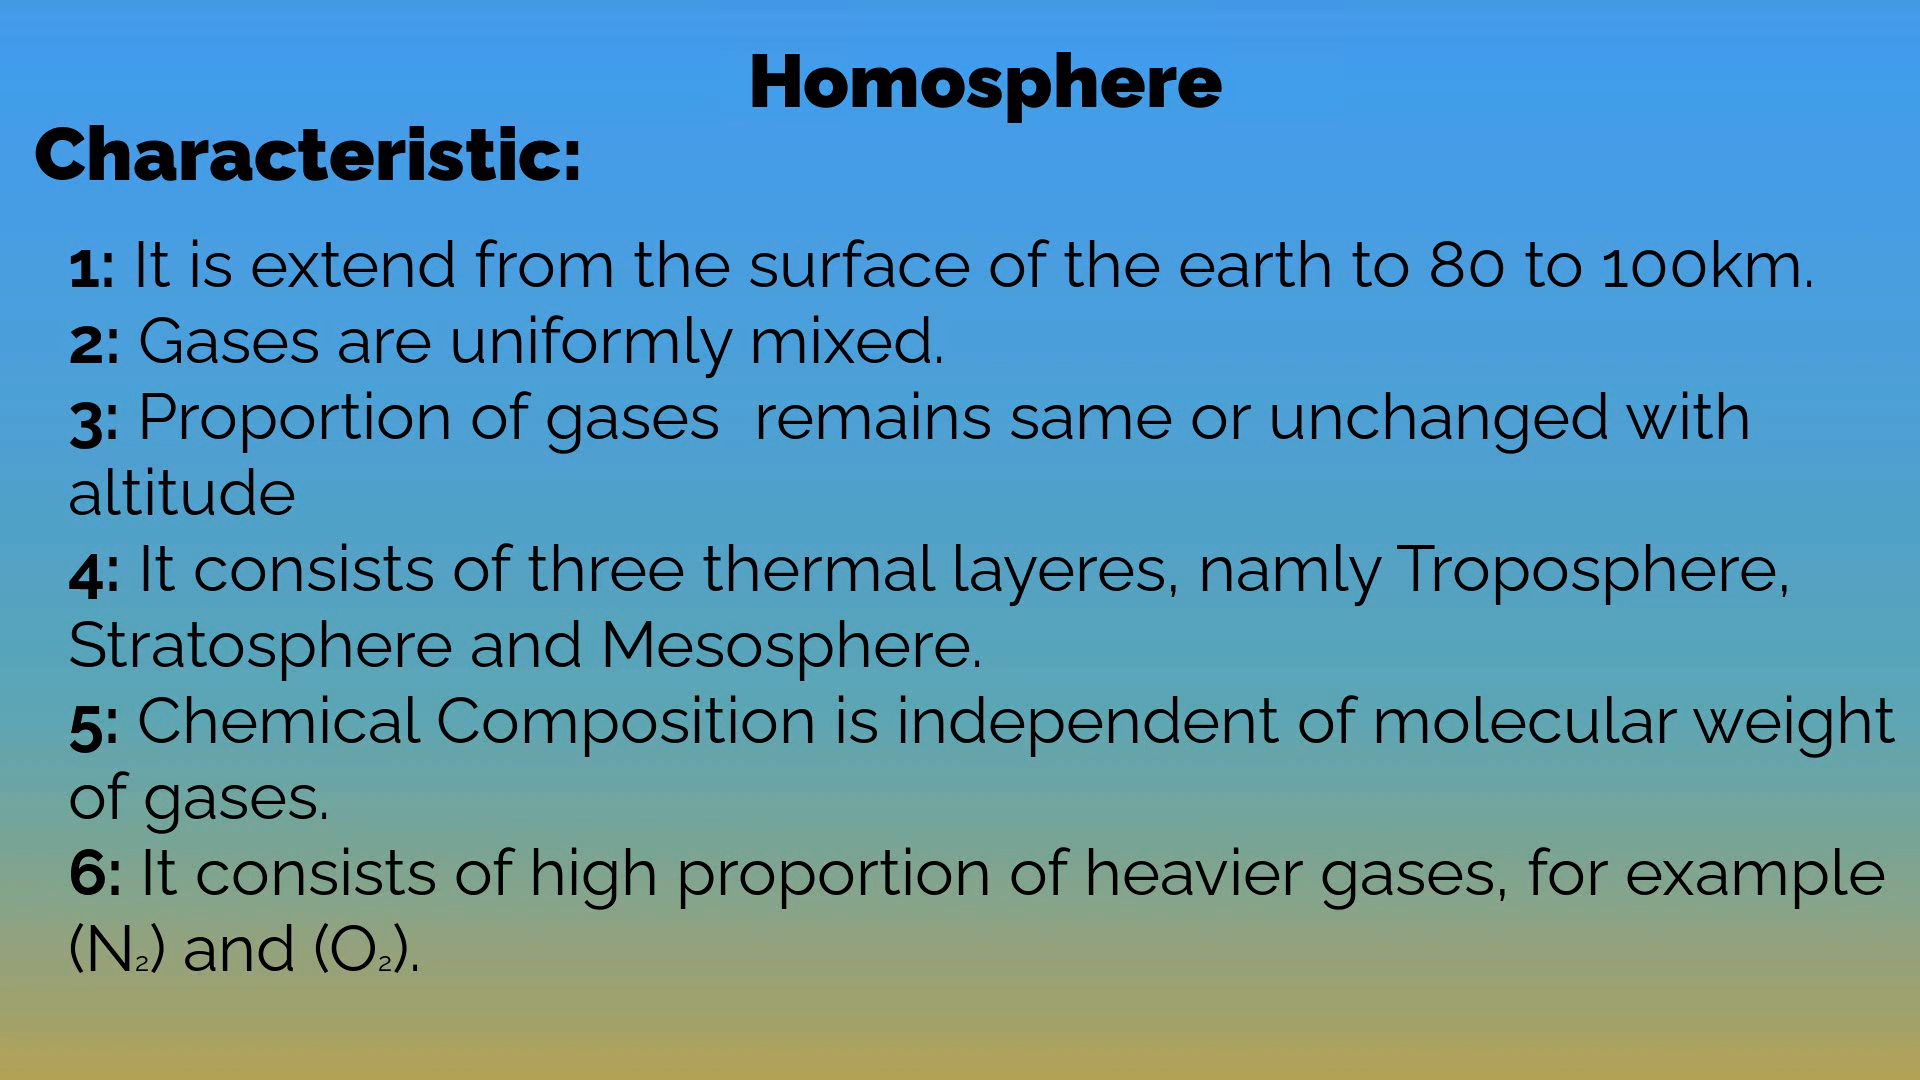 Homosphere
Characteristic:
1: It is extend from the surface of the earth to 80 to 100km.
2: Gases are uniformly mixed.
3: Proportion of gases  remains same or unchanged with
altitude
4: It consists of three thermal layeres, namly Troposphere,
Stratosphere and Mesosphere.
5: Chemical Composition is independent of molecular weight
of gases.
6: It consists of high proportion of heavier gases, for example
(N₂) and (O₂).